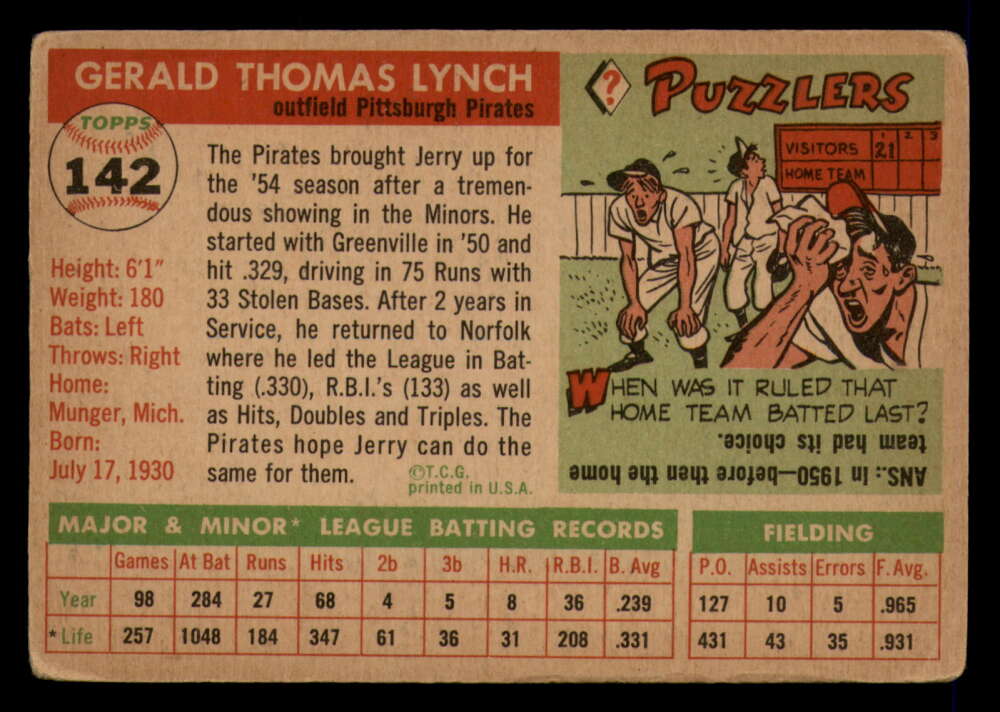 GERALD THOMAS LYNCH
outfield Pittsburgh Pirates
TOPPS
142
Height: 6'1"
Weight: 180
Bats: Left
Throws: Right
Home:
Munger, Mich.
Born:
July 17, 1930
The Pirates brought Jerry up for
the '54 season after a tremen-
dous showing in the Minors. He
started with Greenville in '50 and
hit .329, driving in 75 Runs with
33 Stolen Bases. After 2 years in
Service, he returned to Norfolk
where he led the League in Bat-
ting (.330), R.B.I.'s (133) as well
as Hits, Doubles and Triples. The
Pirates hope Jerry can do the
same for them.
©T.C.G.
printed in U.S.A.
? PUZZLERS
1 2 3
VISITORS 21
HOME TEAM
WHEN WAS IT RULED THAT
HOME TEAM BATTED LAST?
ANS.: In 1950—before then the home
team had its choice.
MAJOR & MINOR* LEAGUE BATTING RECORDS
FIELDING
Games At Bat Runs Hits 2b 3b H.R. R.B.I. B. Avg P.O. Assists Errors F.Avg.
Year 98 284 27 68 4 5 8 36 .239 127 10 5 .965
*Life 257 1048 184 347 61 36 31 208 .331 431 43 35 .931